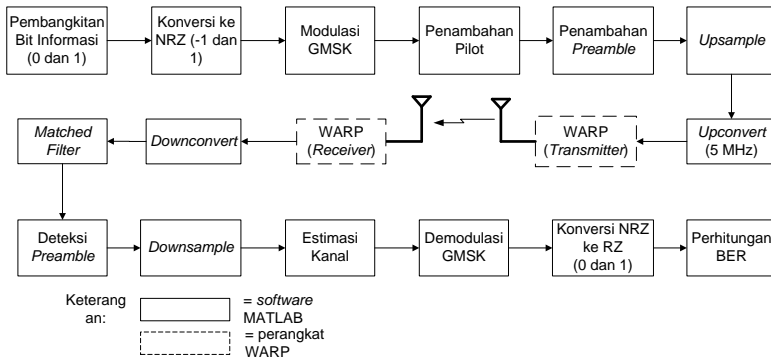 Pembangkitan
Bit Informasi
(0 dan 1)
Konversi ke
NRZ (-1 dan
1)
Modulasi
GMSK
Penambahan
Pilot
Penambahan
Preamble
Upsample
Matched
Filter
Downconvert
WARP
(Receiver)
WARP
(Transmitter)
Upconvert
(5 MHz)
Deteksi
Preamble
Downsample
Estimasi
Kanal
Demodulasi
GMSK
Konversi NRZ
ke RZ
(0 dan 1)
Perhitungan
BER
Keterang
an:
= software
MATLAB
= perangkat
WARP